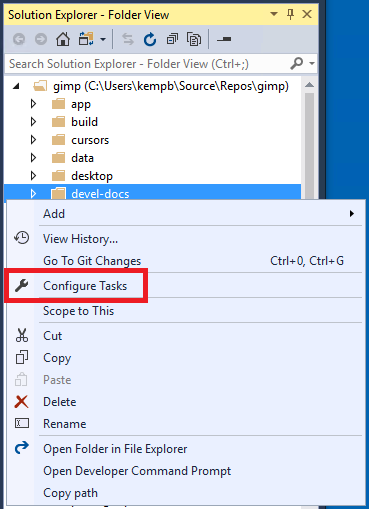 Solution Explorer - Folder View
Search Solution Explorer - Folder View (Ctrl+;)
gimp (C:\Users\kempb\Source\Repos\gimp)
app
build
cursors
data
desktop
devel-docs
Add
View History...
Go To Git Changes Ctrl+0, Ctrl+G
Configure Tasks
Scope to This
Cut
Copy
Paste
Delete
Rename
Open Folder in File Explorer
Open Developer Command Prompt
Copy path